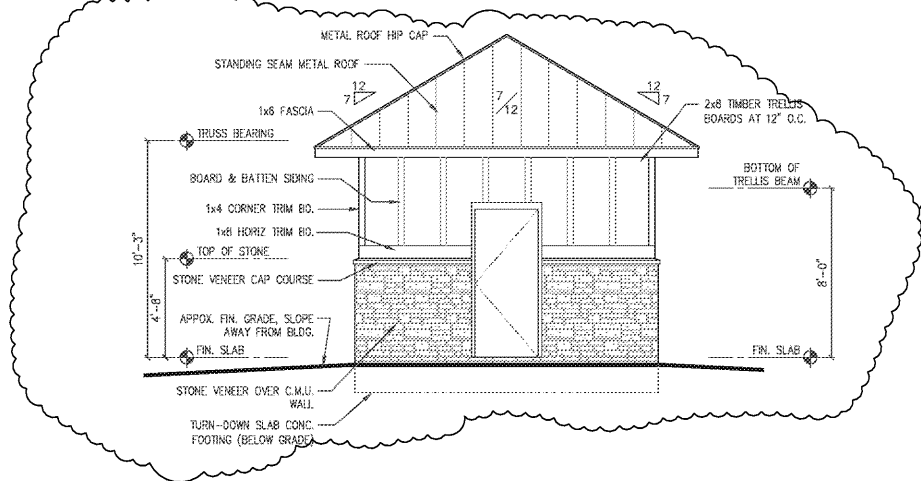 METAL ROOF HIP CAP
STANDING SEAM METAL ROOF
12
7
7
12
12
7
1x6 FASCIA
2x8 TIMBER TRELLIS
BOARDS AT 12" O.C.
TRUSS BEARING
BOARD & BATTEN SIDING
BOTTOM OF
TRELLIS BEAM
1x4 CORNER TRIM BD.
1x8 HORIZ TRIM BD.
10'-3"
TOP OF STONE
STONE VENEER CAP COURSE
4'-8"
8'-0"
APPOX. FIN. GRADE, SLOPE
AWAY FROM BLDG.
FIN. SLAB
FIN. SLAB
STONE VENEER OVER C.M.U.
WALL
TURN-DOWN SLAB CONC.
FOOTING (BELOW GRADE)